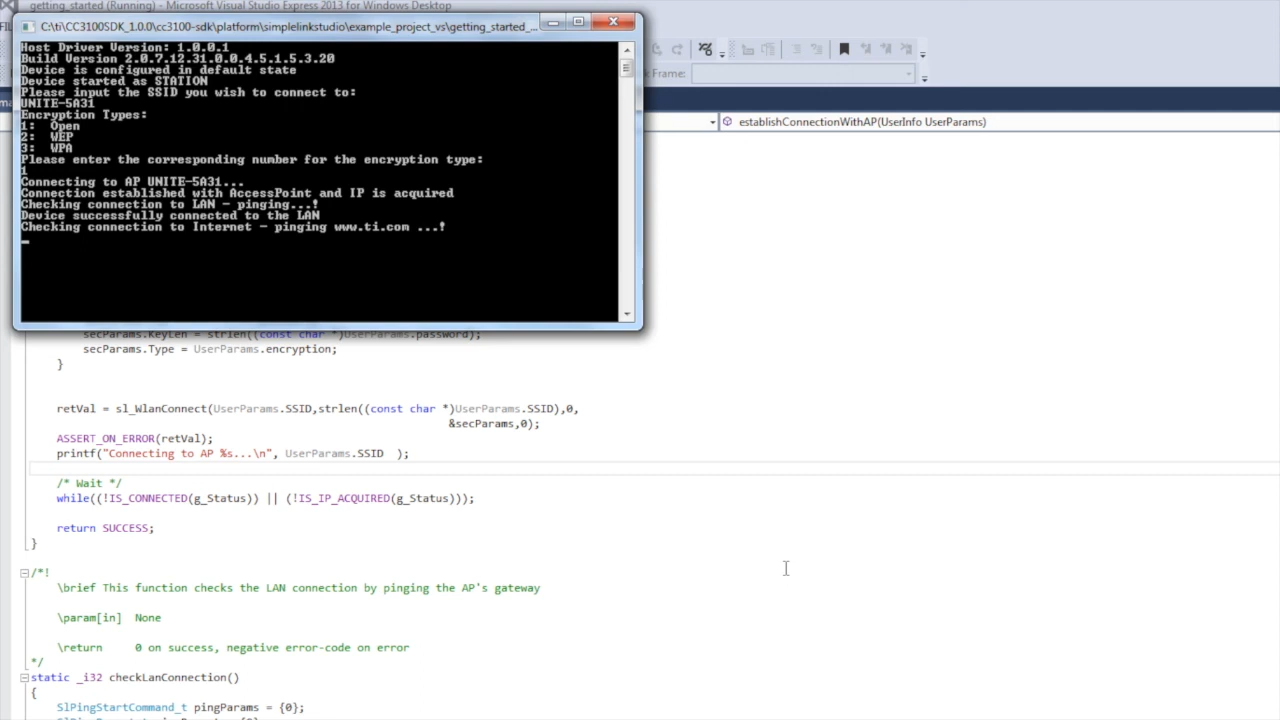 getting_started (Running) - Microsoft Visual Studio Express 2013 for Windows Desktop
C:\ti\CC3100SDK_1.0.0\cc3100-sdk\platform\simplelinkstudio\example_project_vs\getting_started_...
Host Driver Version: 1.0.0.1
Build Version 2.0.7.12.31.0.0.4.5.1.5.3.20
Device is configured in default state
Device started as STATION
Please input the SSID you wish to connect to:
UNITE-5A31
Encryption Types:
1:  Open
2:  WEP
3:  WPA
Please enter the corresponding number for the encryption type:
1
Connecting to AP UNITE-5A31...
Connection established with AccessPoint and IP is acquired
Checking connection to LAN - pinging...!
Device successfully connected to the LAN
Checking connection to Internet - pinging www.ti.com ...!
Frame:
establishConnectionWithAP(UserInfo UserParams)
secParams.KeyLen = strlen((const char *)UserParams.password);
secParams.Type = UserParams.encryption;
}
retVal = sl_WlanConnect(UserParams.SSID,strlen((const char *)UserParams.SSID),0,
&secParams,0);
ASSERT_ON_ERROR(retVal);
printf("Connecting to AP %s...\n", UserParams.SSID  );
/* Wait */
while((!IS_CONNECTED(g_Status)) || (!IS_IP_ACQUIRED(g_Status)));
return SUCCESS;
}
/*!
\brief This function checks the LAN connection by pinging the AP's gateway
\param[in]  None
\return     0 on success, negative error-code on error
*/
static _i32 checkLanConnection()
{
SlPingStartCommand_t pingParams = {0};